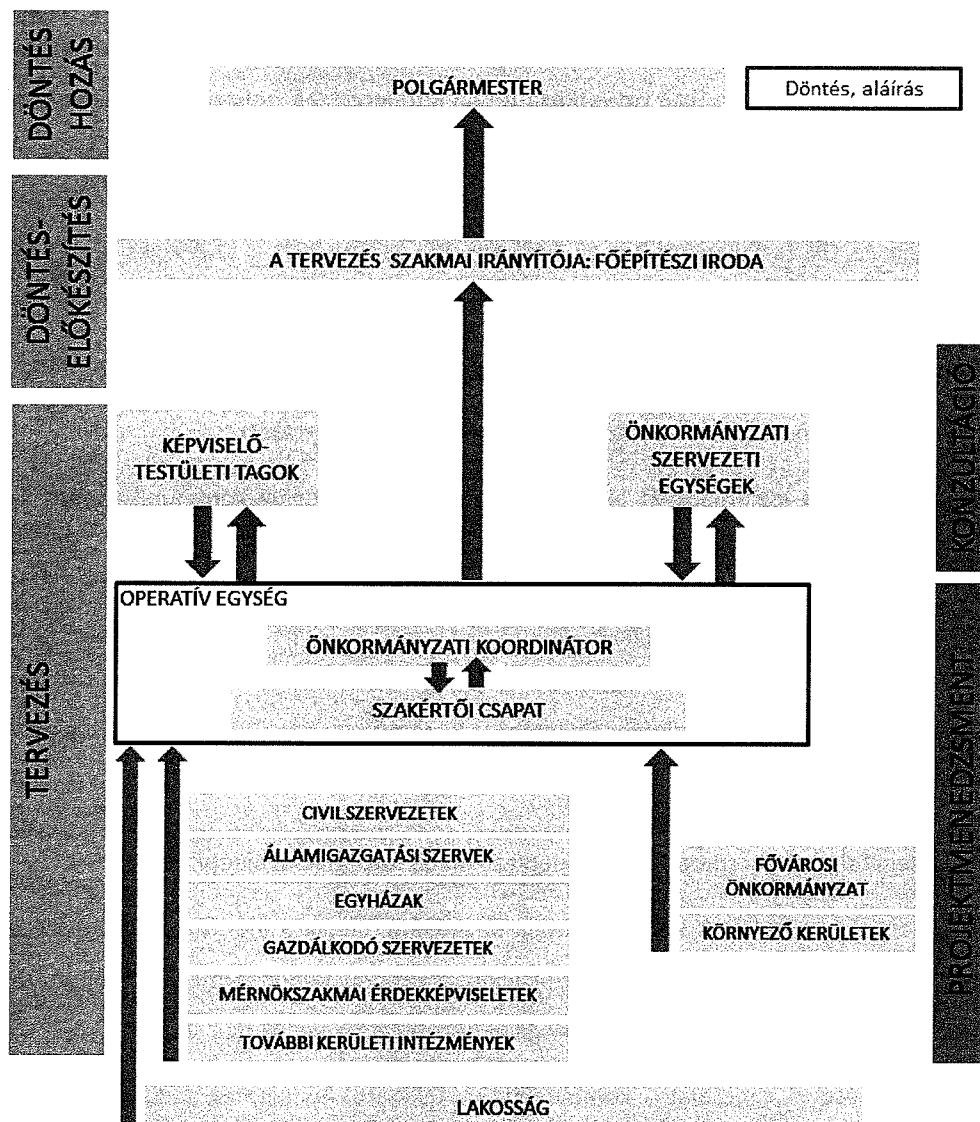 DÖNTÉS
HOZÁS
POLGÁRMESTER
Döntés, aláírás
DÖNTÉS-
ELŐKÉSZÍTÉS
A TERVEZÉS SZAKMAI IRÁNYÍTÓJA: FŐÉPÍTÉSZI IRODA
TERVEZÉS
KÉPVISELŐ-
TESTÜLETI TAGOK
ÖNKORMÁNYZATI
SZERVEZETI
EGYSÉGEK
KONZULTÁCIÓ
OPERATÍV EGYSÉG
ÖNKORMÁNYZATI KOORDINÁTOR
SZAKÉRTŐI CSAPAT
PROJEKTMENEDZSMENT
CIVILSZERVEZETEK
ÁLLAMIGAZGATÁSI SZERVEK
EGYHÁZAK
GAZDÁLKODÓ SZERVEZETEK
MÉRNÖKSZAKMAI ÉRDEKKÉPVISELETEK
TOVÁBBI KERÜLETI INTÉZMÉNYEK
FŐVÁROSI
ÖNKORMÁNYZAT
KÖRNYEZŐ KERÜLETEK
LAKOSSÁG